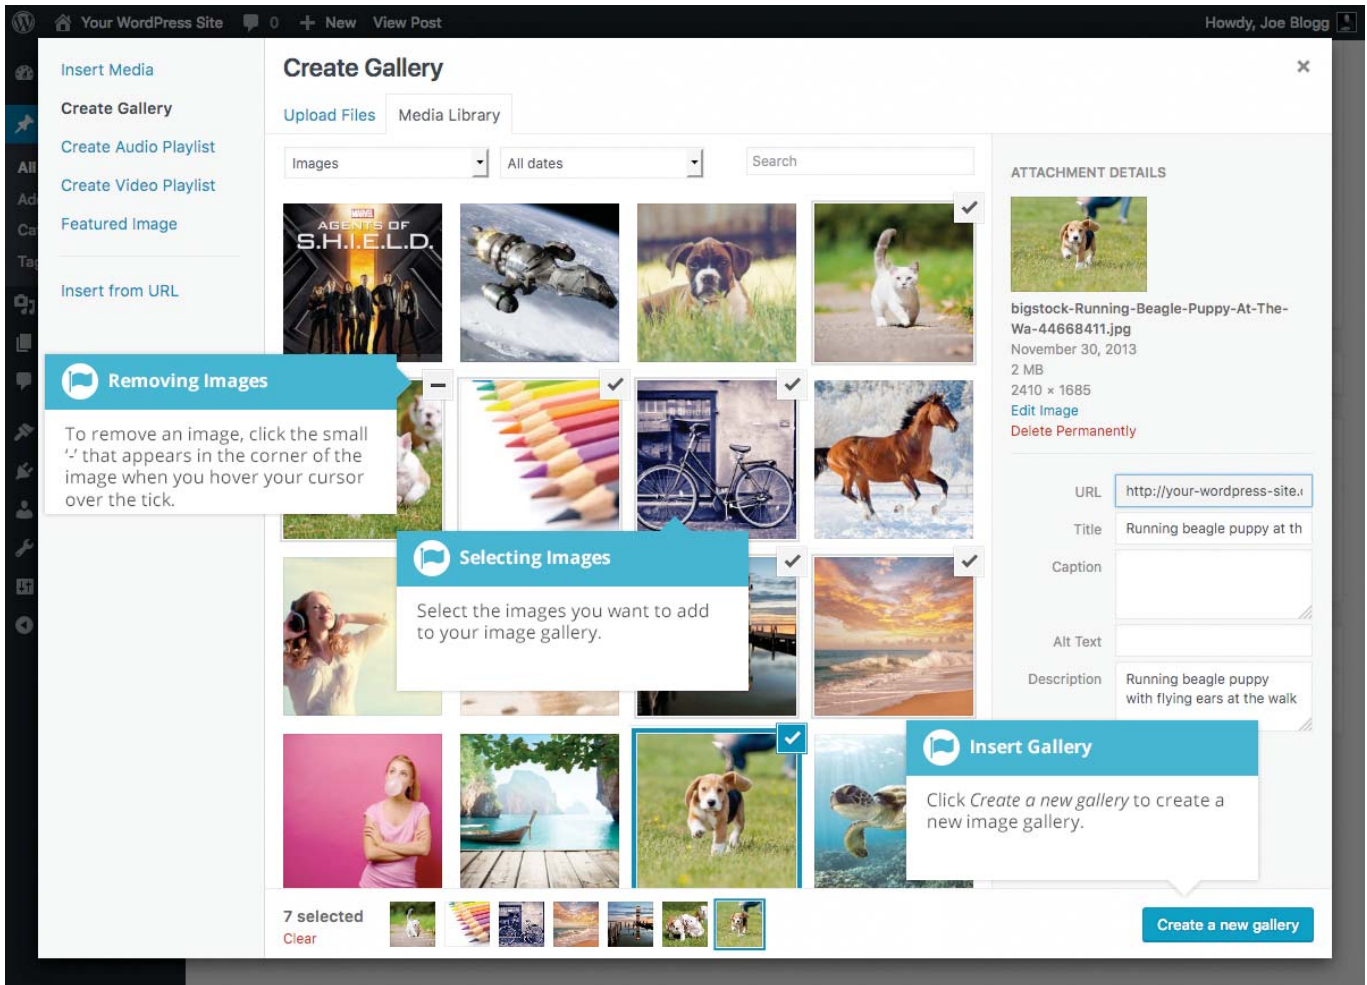 Your WordPress Site 0 New View Post
Howdy, Joe Blogg
Insert Media
Create Gallery
Create Audio Playlist
Create Video Playlist
Featured Image
Insert from URL
All
Create Gallery
Upload Files Media Library
Images
All dates
Search
MARVEL
AGENTS OF
S.H.I.E.L.D.
Removing Images
To remove an image, click the small
‘-’ that appears in the corner of the
image when you hover your cursor
over the tick.
Selecting Images
Select the images you want to add
to your image gallery.
ATTACHMENT DETAILS
bigstock-Running-Beagle-Puppy-At-The-
Wa-44668411.jpg
November 30, 2013
2 MB
2410 × 1685
Edit Image
Delete Permanently
URL http://your-wordpress-site.
Title Running beagle puppy at th
Caption
Alt Text
Description Running beagle puppy
with flying ears at the walk
Insert Gallery
Click Create a new gallery to create a
new image gallery.
7 selected
Clear
Create a new gallery